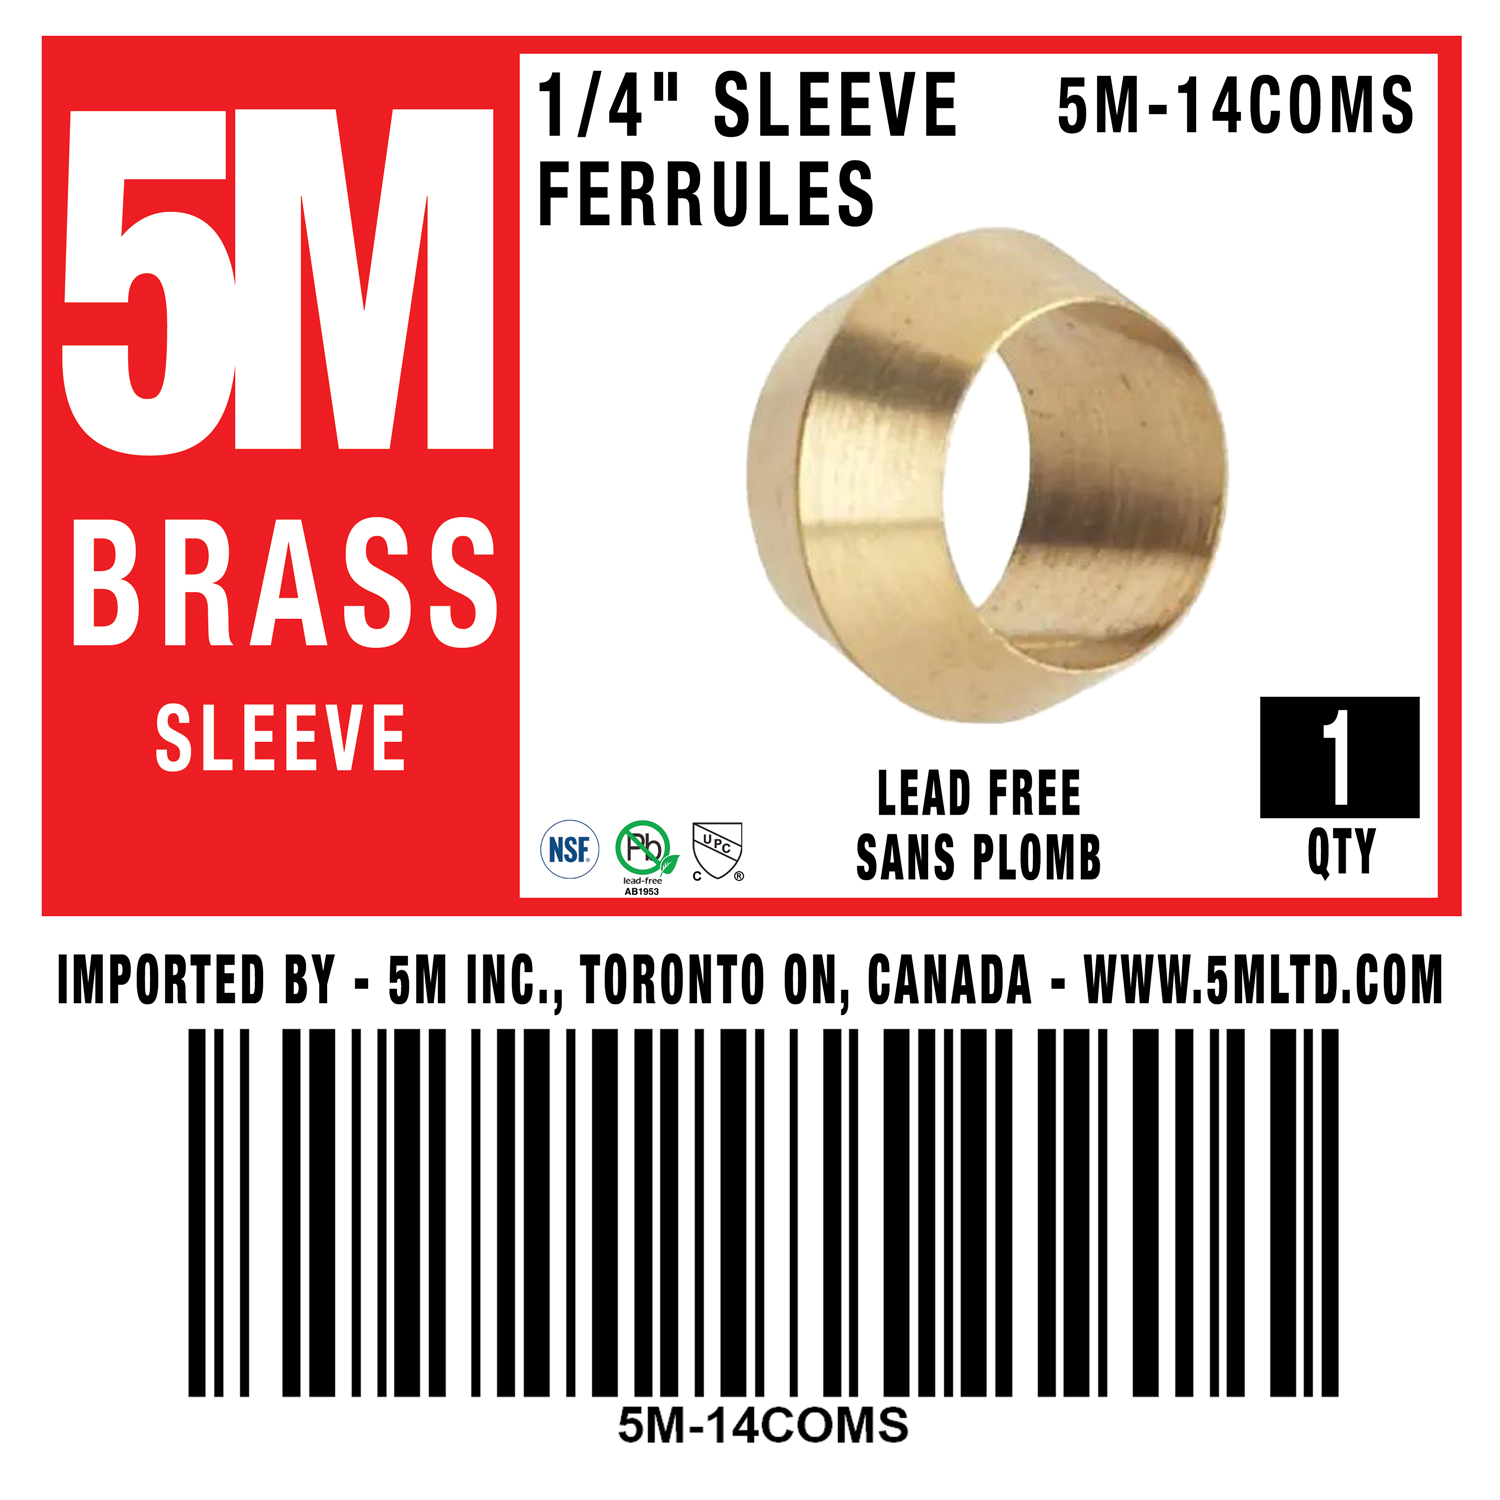 5M
BRASS
SLEEVE
1/4" SLEEVE
FERRULES
5M-14COMS
1
QTY
LEAD FREE
SANS PLOMB
NSF®
Pb
lead-free
AB1953
UPC
C ®
IMPORTED BY - 5M INC., TORONTO ON, CANADA - WWW.5MLTD.COM
5M-14COMS